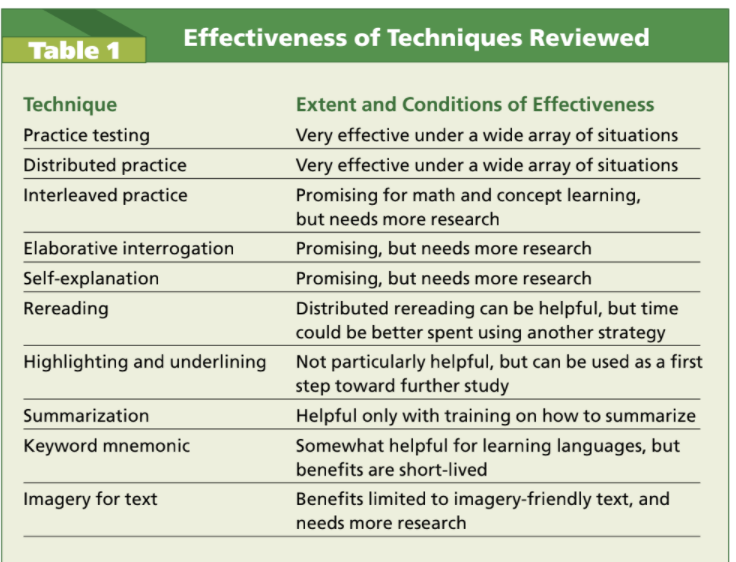 Table 1
Effectiveness of Techniques Reviewed
Technique
Extent and Conditions of Effectiveness
Practice testing
Very effective under a wide array of situations
Distributed practice
Very effective under a wide array of situations
Interleaved practice
Promising for math and concept learning,
but needs more research
Elaborative interrogation
Promising, but needs more research
Self-explanation
Promising, but needs more research
Rereading
Distributed rereading can be helpful, but time
could be better spent using another strategy
Highlighting and underlining
Not particularly helpful, but can be used as a first
step toward further study
Summarization
Helpful only with training on how to summarize
Keyword mnemonic
Somewhat helpful for learning languages, but
benefits are short-lived
Imagery for text
Benefits limited to imagery-friendly text, and
needs more research